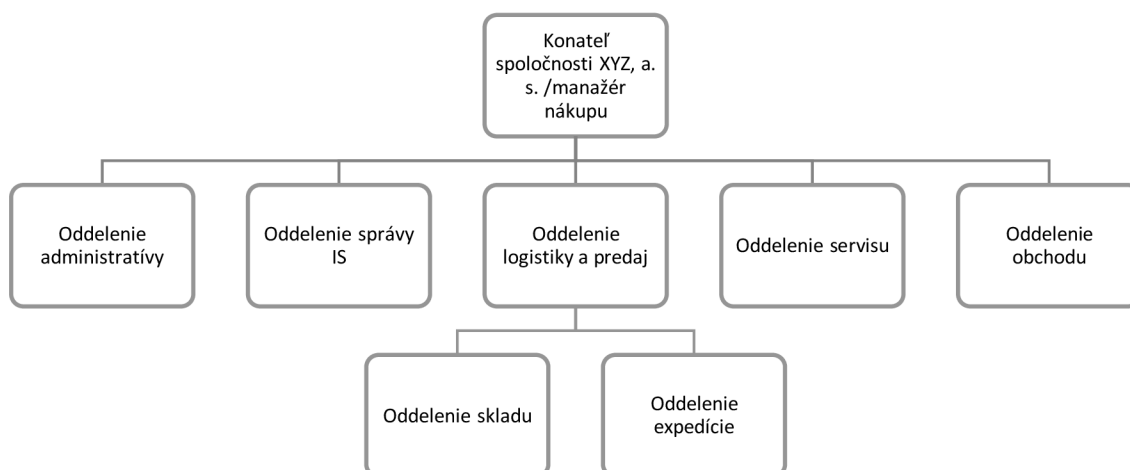 Konateľ
spoločnosti XYZ, a.
s. /manažér
nákupu
Oddelenie
administratívy
Oddelenie správy
IS
Oddelenie
logistiky a predaj
Oddelenie servisu
Oddelenie
obchodu
Oddelenie skladu
Oddelenie
expedície